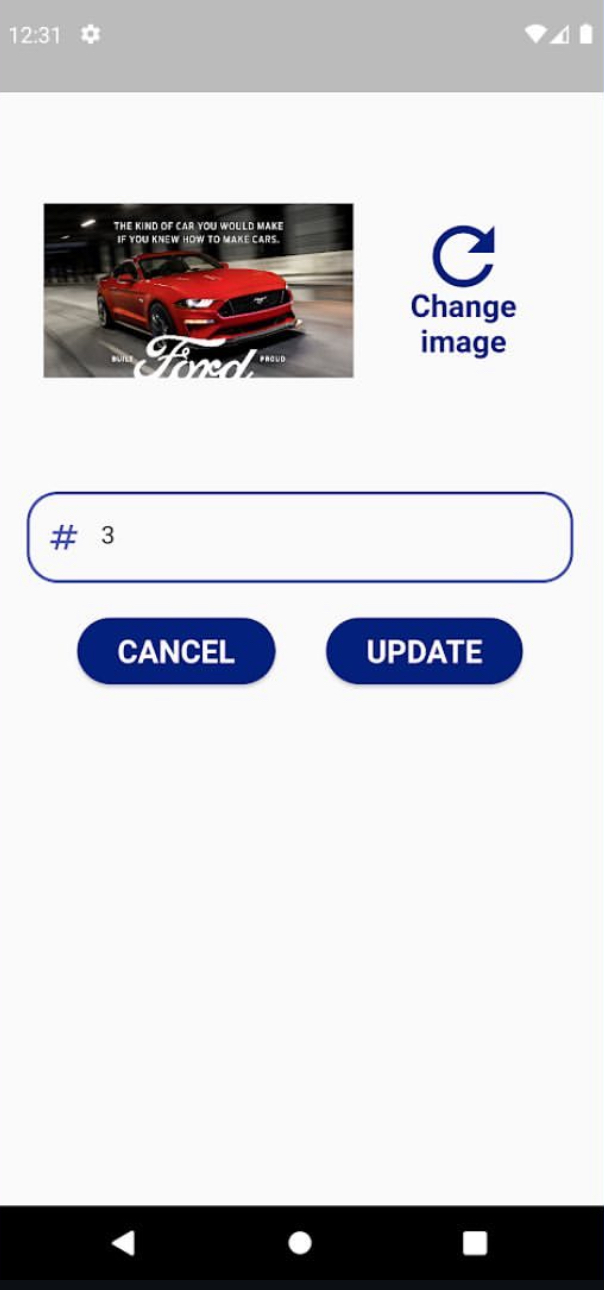 12:31
THE KIND OF CAR YOU WOULD MAKE
IF YOU KNEW HOW TO MAKE CARS.
BUILT Ford PROUD
Change
image
# 3
CANCEL UPDATE